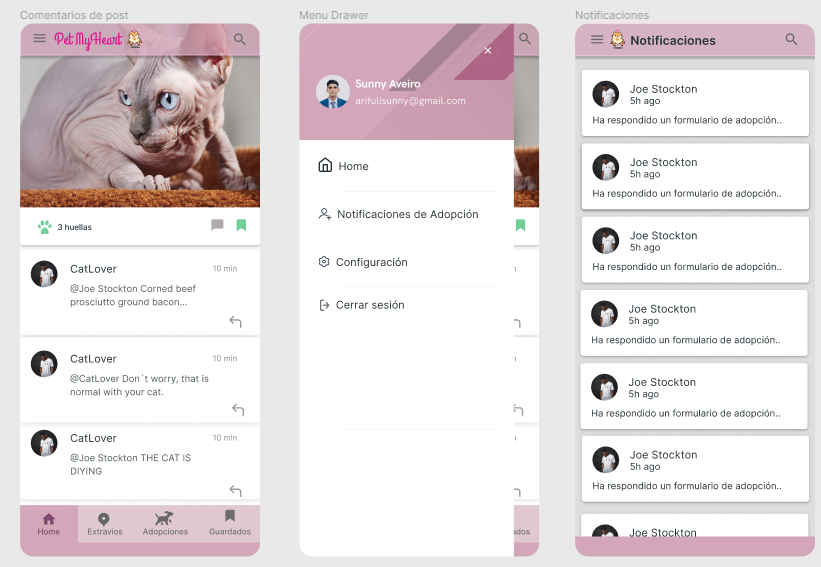 Comentarios de post
Pet MyHeart
3 huellas
CatLover
10 min
@Joe Stockton Corned beef
prosciutto ground bacon...
CatLover
10 min
@CatLover Don´t worry, that is
normal with your cat.
CatLover
10 min
@Joe Stockton THE CAT IS
DIYING
Home
Extravios
Adopciones
Guardados
Menu Drawer
Sunny Aveiro
arifulisunny@gmail.com
Home
Notificaciones de Adopción
Configuración
Cerrar sesión
Notificaciones
Notificaciones
Joe Stockton
5h ago
Ha respondido un formulario de adopción..
Joe Stockton
5h ago
Ha respondido un formulario de adopción..
Joe Stockton
5h ago
Ha respondido un formulario de adopción..
Joe Stockton
5h ago
Ha respondido un formulario de adopción..
Joe Stockton
5h ago
Ha respondido un formulario de adopción..
Joe Stockton
5h ago
Ha respondido un formulario de adopción..
Joe Stockton